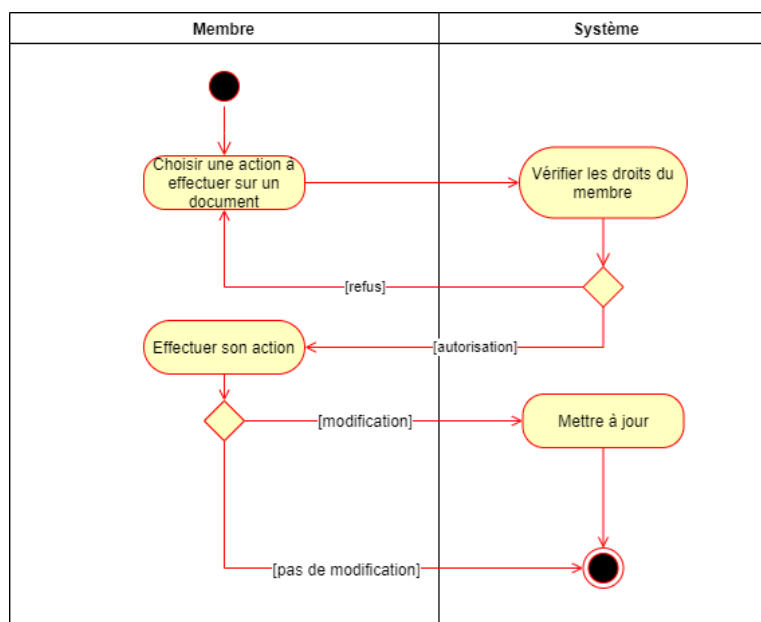 Membre
Système
Choisir une action à
effectuer sur un
document
Vérifier les droits du
membre
[refus]
[autorisation]
Effectuer son action
[modification]
Mettre à jour
[pas de modification]